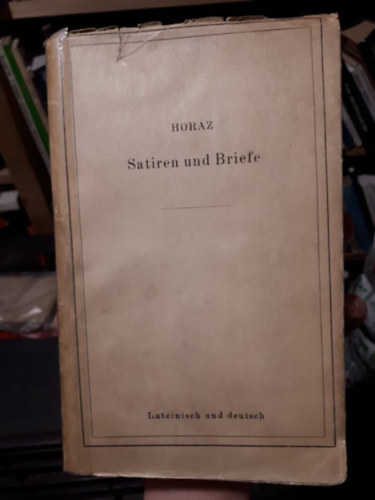 HORAZ
Satiren und Briefe
Lateinisch und deutsch